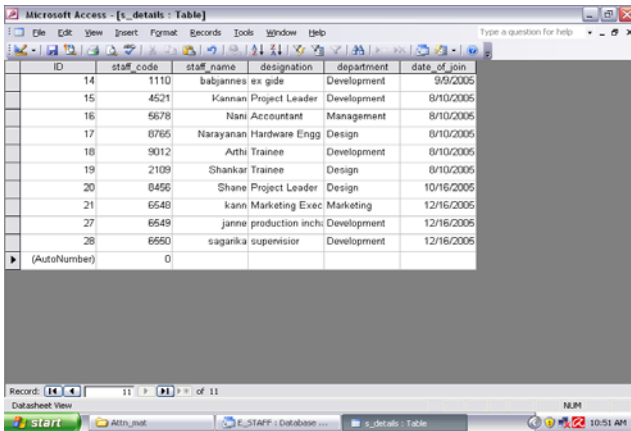 Microsoft Access - [s_details : Table]
File Edit View Insert Format Records Tools Window Help Type a question for help
ID staff_code staff_name designation department date_of_join
14 1110 babjannes ex gide Development 9/9/2005
15 4521 Kannan Project Leader Development 8/10/2005
16 5678 Nani Accountant Management 8/10/2005
17 8765 Narayanan Hardware Engg Design 8/10/2005
18 9012 Arthi Trainee Development 8/10/2005
19 2109 Shankar Trainee Design 8/10/2005
20 8456 Shane Project Leader Design 10/16/2005
21 6548 kann Marketing Exec Marketing 12/16/2005
27 6549 janne production incha Development 12/16/2005
28 6550 sagarika supervisior Development 12/16/2005
(AutoNumber) 0
Record: 11 of 11
Datasheet View NUM
start Attn_mat E_STAFF : Database ... s_details : Table 10:51 AM